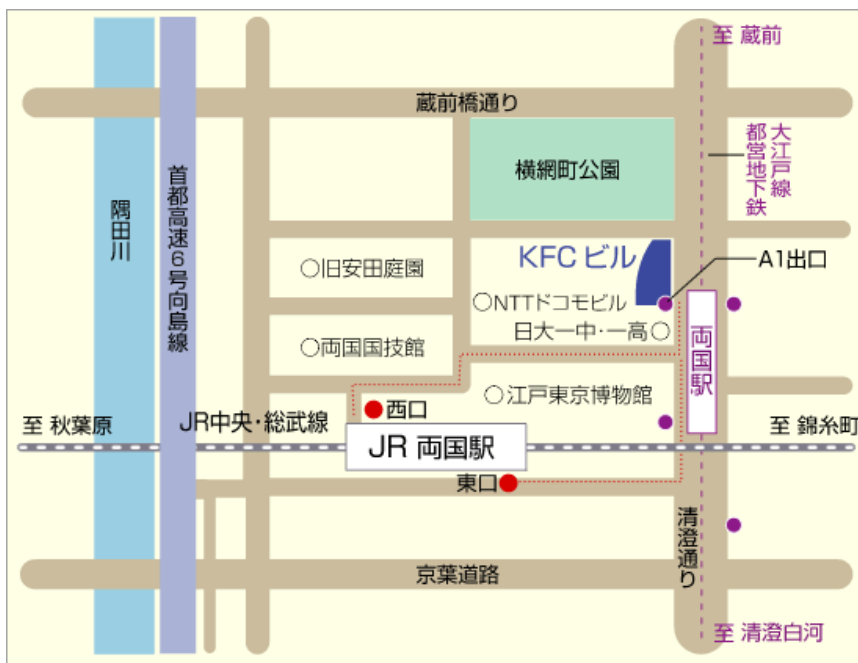 至 蔵前
蔵前橋通り
大江戸線
都営地下鉄
横網町公園
首都高速6号向島線
隅田川
KFC ビル
A1出口
○旧安田庭園
○NTTドコモビル
日大一中・一高○
両国駅
○両国国技館
○江戸東京博物館
西口
至 秋葉原
JR中央・総武線
至 錦糸町
JR 両国駅
東口
清澄通り
京葉道路
至 清澄白河